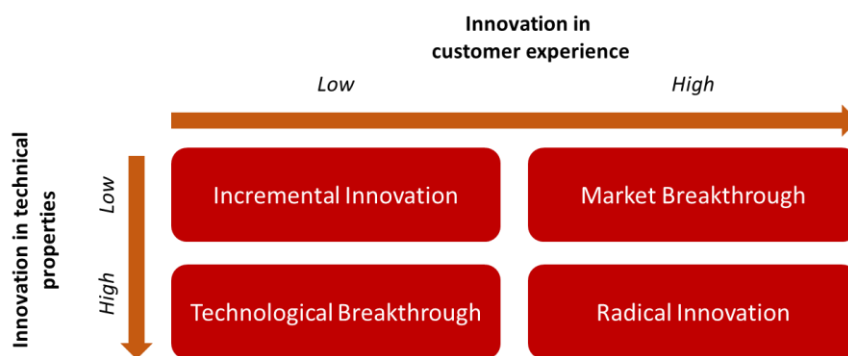 Innovation in
customer experience
Low
High
Innovation in technical
properties
Low
High
Incremental Innovation
Market Breakthrough
Technological Breakthrough
Radical Innovation